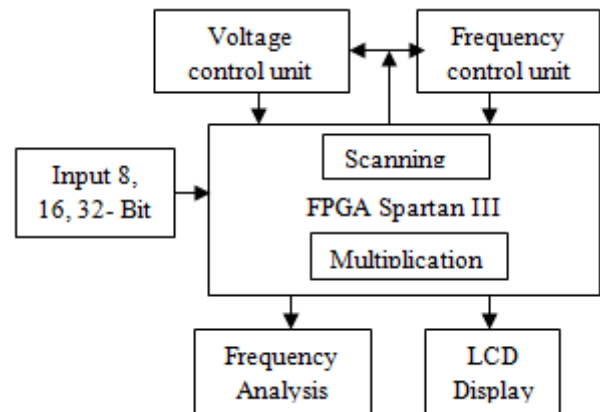 Voltage
control unit
Frequency
control unit
Scanning
Input 8,
16, 32- Bit
FPGA Spartan III
Multiplication
Frequency
Analysis
LCD
Display